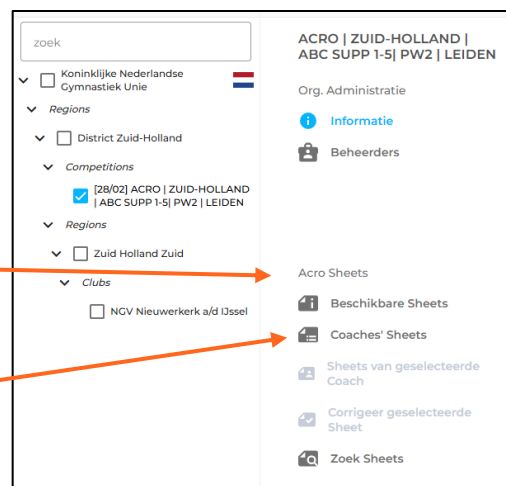 zoek
Koninklijke Nederlandse
Gymnastiek Unie
Regions
District Zuid-Holland
Competitions
[28/02] ACRO | ZUID-HOLLAND
| ABC SUPP 1-5| PW2 | LEIDEN
Regions
Zuid Holland Zuid
Clubs
NGV Nieuwerkerk a/d IJssel
ACRO | ZUID-HOLLAND |
ABC SUPP 1-5| PW2 | LEIDEN
Org. Administratie
Informatie
Beheerders
Acro Sheets
Beschikbare Sheets
Coaches' Sheets
Sheets van geselecteerde
Coach
Corrigeer geselecteerde
Sheet
Zoek Sheets